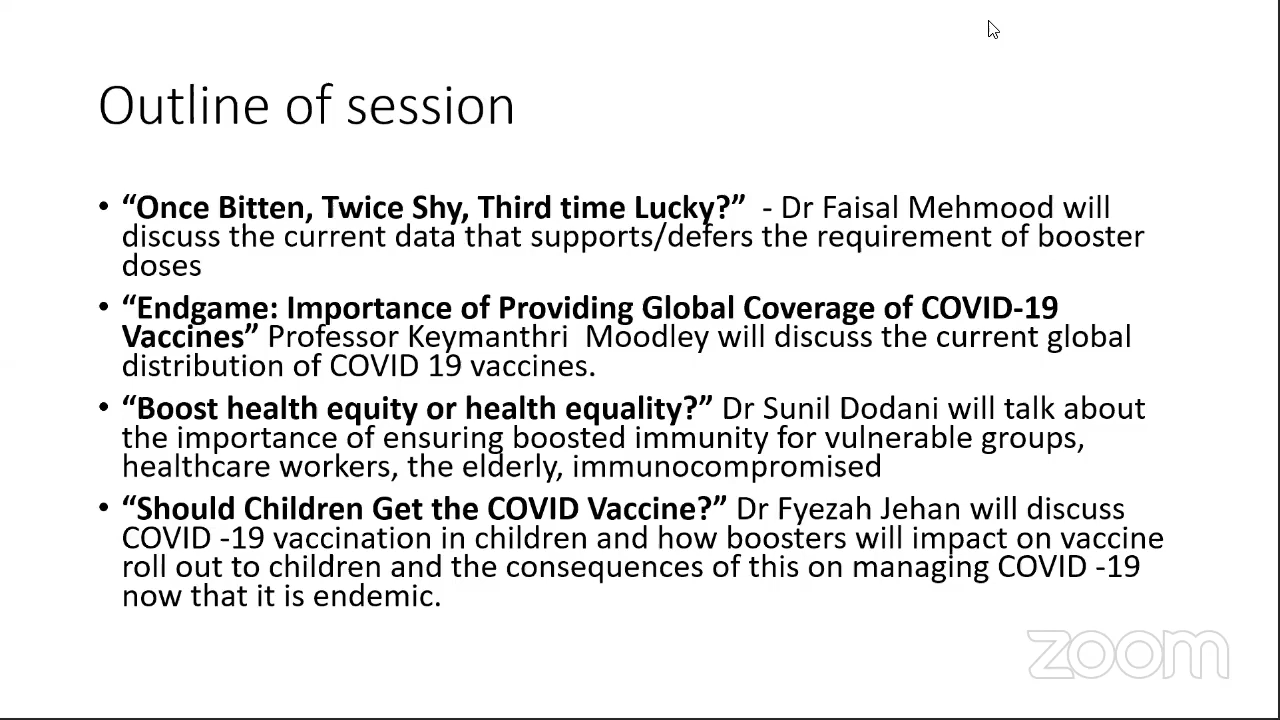 Outline of session
• “Once Bitten, Twice Shy, Third time Lucky?”  - Dr Faisal Mehmood will
discuss the current data that supports/defers the requirement of booster
doses
• “Endgame: Importance of Providing Global Coverage of COVID-19
Vaccines” Professor Keymanthri  Moodley will discuss the current global
distribution of COVID 19 vaccines.
• “Boost health equity or health equality?” Dr Sunil Dodani will talk about
the importance of ensuring boosted immunity for vulnerable groups,
healthcare workers, the elderly, immunocompromised
• “Should Children Get the COVID Vaccine?” Dr Fyezah Jehan will discuss
COVID -19 vaccination in children and how boosters will impact on vaccine
roll out to children and the consequences of this on managing COVID -19
now that it is endemic.
zoom